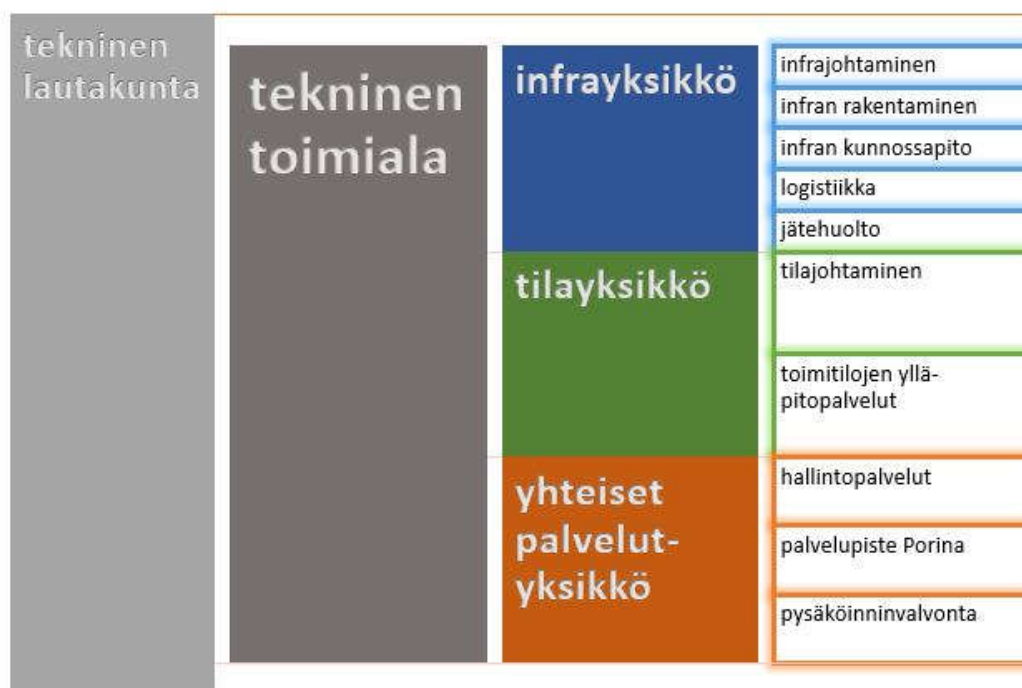 tekninen
lautakunta
tekninen
toimiala
infrayksikkö
infrajohtaminen
infran rakentaminen
infran kunnossapito
logistiikka
jätehuolto
tilayksikkö
tilajohtaminen
toimitilojen yllä-
pitopalvelut
yhteiset
palvelut-
yksikkö
hallintopalvelut
palvelupiste Porina
pysäköinninvalvonta